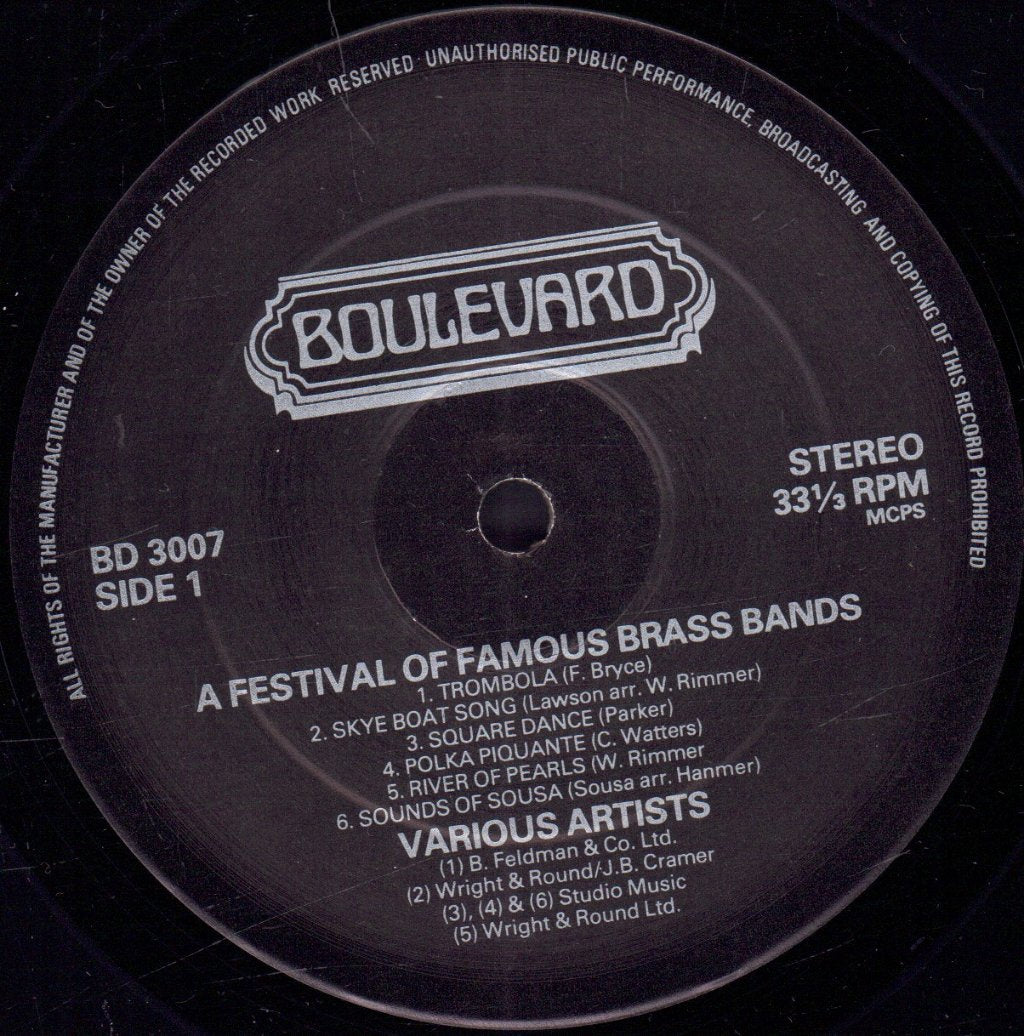 ALL RIGHTS OF THE MANUFACTURER AND OF THE OWNER OF THE RECORDED WORK RESERVED UNAUTHORISED PUBLIC PERFORMANCE, BROADCASTING AND COPYING OF THIS RECORD PROHIBITED
BOULEVARD
STEREO
33⅓ RPM
MCPS
BD 3007
SIDE 1
A FESTIVAL OF FAMOUS BRASS BANDS
1. TROMBOLA (F. Bryce)
2. SKYE BOAT SONG (Lawson arr. W. Rimmer)
3. SQUARE DANCE (Parker)
4. POLKA PIQUANTE (C. Watters)
5. RIVER OF PEARLS (W. Rimmer
6. SOUNDS OF SOUSA (Sousa arr. Hanmer)
VARIOUS ARTISTS
(1) B. Feldman & Co. Ltd.
(2) Wright & Round/J.B. Cramer
(3), (4) & (6) Studio Music
(5) Wright & Round Ltd.